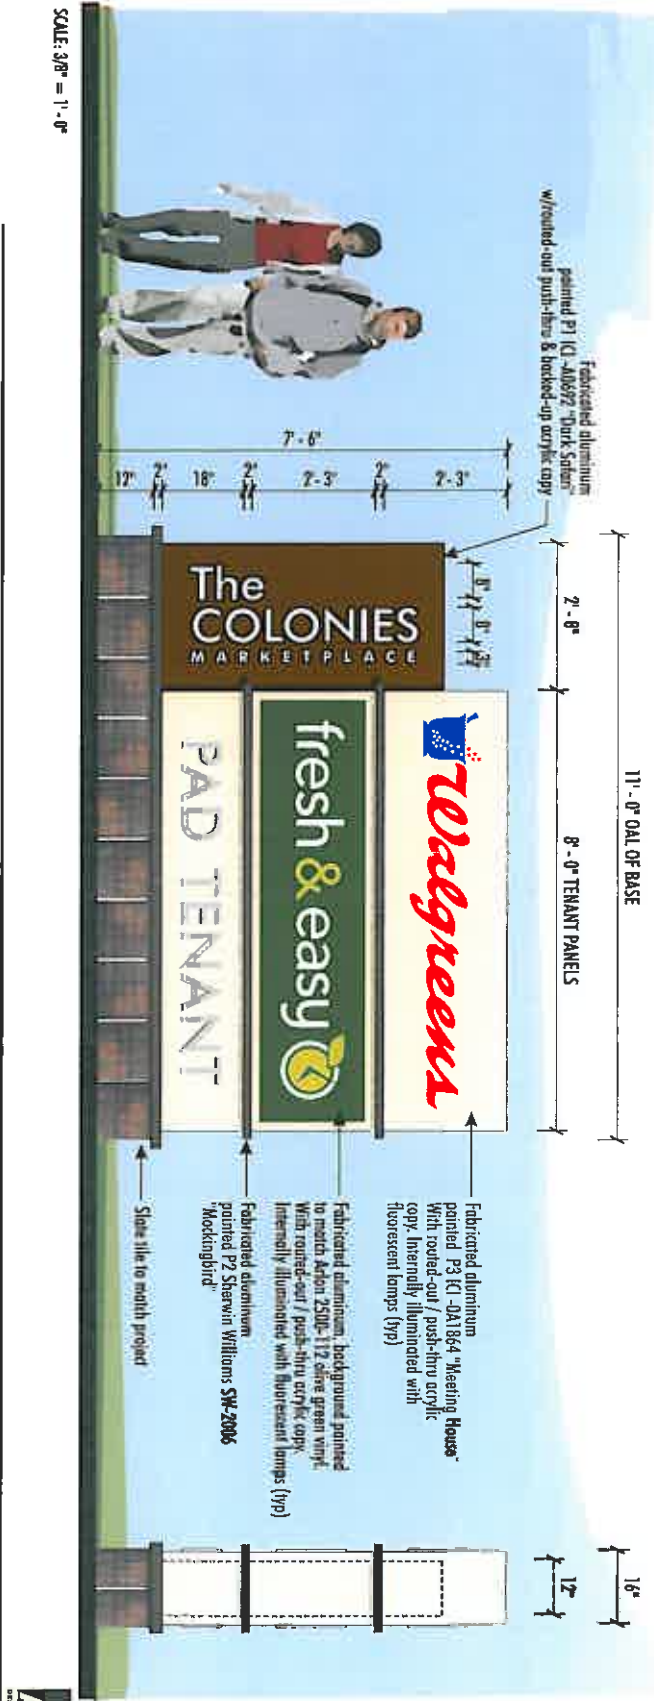 Fabricated aluminum
painted P1 ICI -A0692 "Dark Safari"
w/routed-out push-thru & backed-up acrylic copy
11' - 0" OAL OF BASE
2' - 8"
8' - 0" TENANT PANELS
16"
12"
7' - 6"
2' - 3"
2"
2' - 3"
2"
18"
2"
12"
8"
8"
3"
The
COLONIES
MARKETPLACE
Walgreens
fresh & easy
PAD TENANT
Fabricated aluminum
painted P3 ICI -OA1864 "Meeting House"
With routed-out / push-thru acrylic
copy. Internally illuminated with
fluorescent lamps (typ)
Fabricated aluminum, background painted
to match Arlon 2500-112 olive green vinyl.
With routed-out / push-thru acrylic copy.
Internally illuminated with fluorescent lamps (typ)
Fabricated aluminum
painted P2 Sherwin Williams SW-2006
"Mockingbird"
Slate tile to match project
SCALE: 3/8" = 1' - 0"